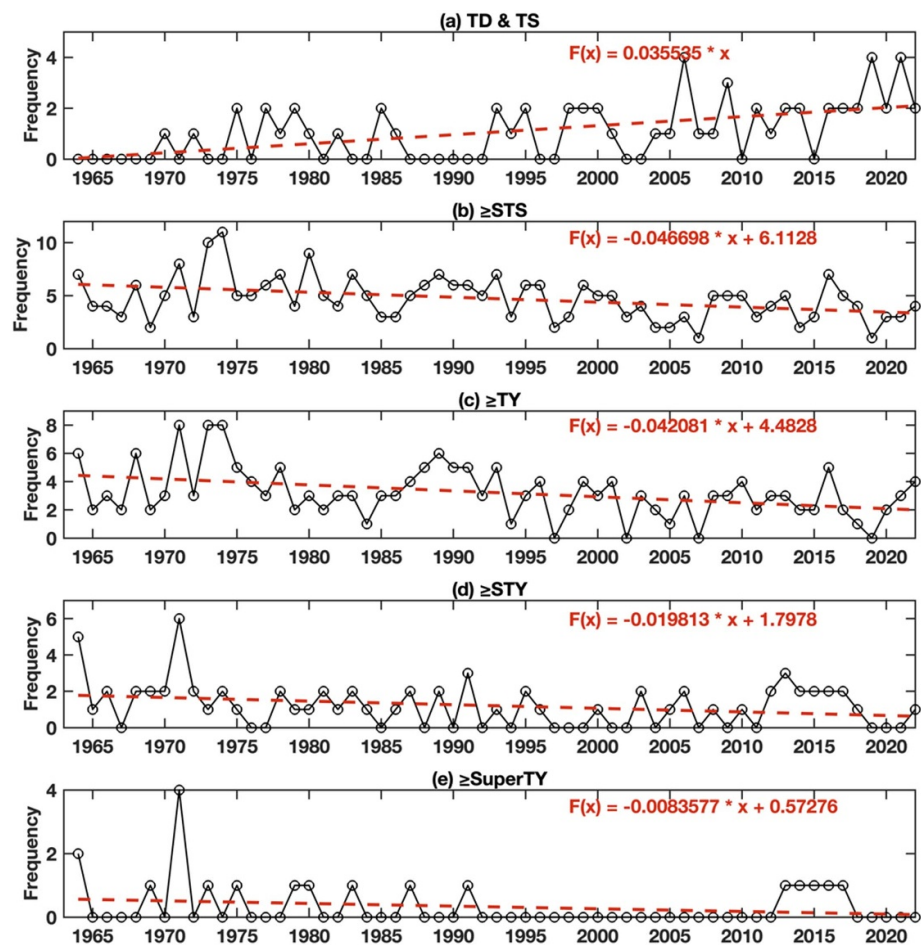 (a) TD & TS
F(x) = 0.035535 * x
Frequency
4
2
0
1965 1970 1975 1980 1985 1990 1995 2000 2005 2010 2015 2020
(b) ≥STS
F(x) = -0.046698 * x + 6.1128
Frequency
10
5
0
1965 1970 1975 1980 1985 1990 1995 2000 2005 2010 2015 2020
(c) ≥TY
F(x) = -0.042081 * x + 4.4828
Frequency
8
6
4
2
0
1965 1970 1975 1980 1985 1990 1995 2000 2005 2010 2015 2020
(d) ≥STY
F(x) = -0.019813 * x + 1.7978
Frequency
6
4
2
0
1965 1970 1975 1980 1985 1990 1995 2000 2005 2010 2015 2020
(e) ≥SuperTY
F(x) = -0.0083577 * x + 0.57276
Frequency
4
2
0
1965 1970 1975 1980 1985 1990 1995 2000 2005 2010 2015 2020